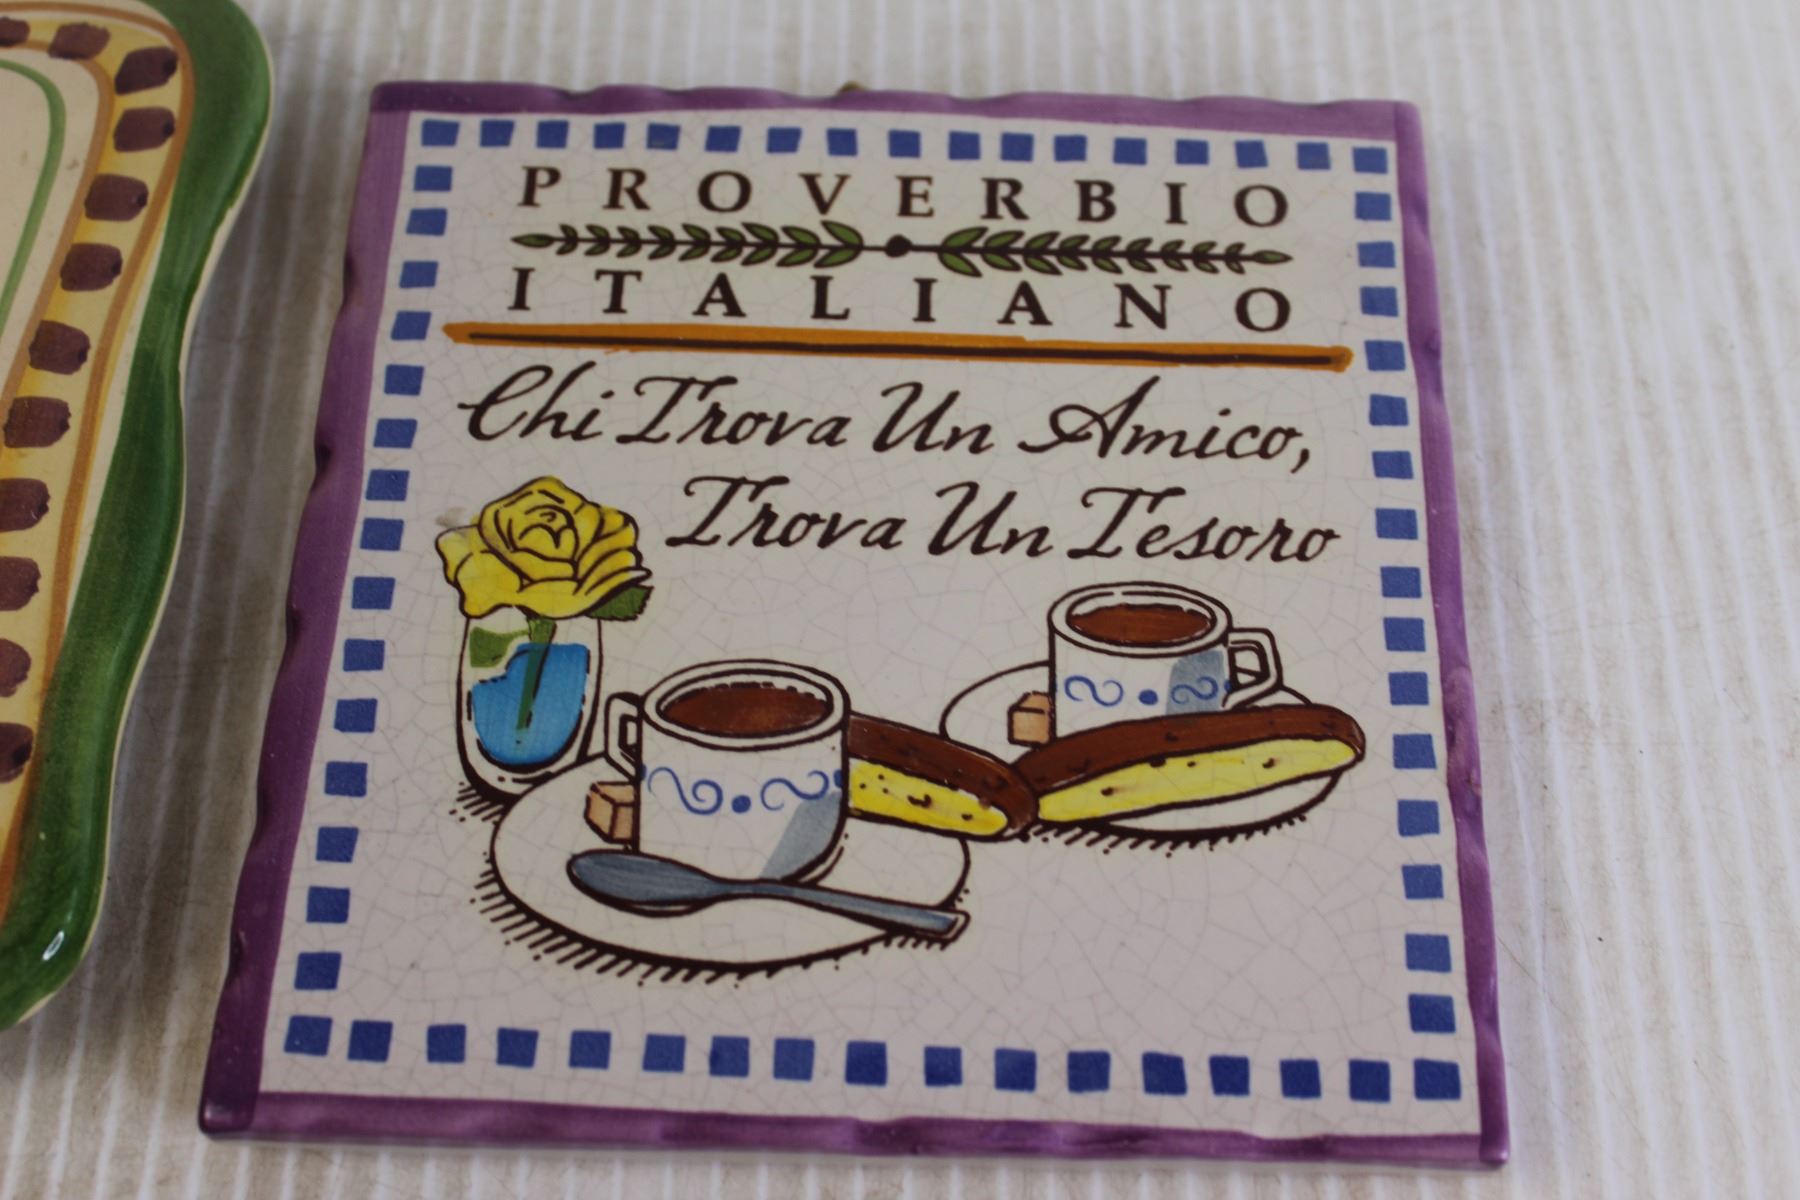 PROVERBIO
ITALIANO
Chi Trova Un Amico,
Trova Un Tesoro